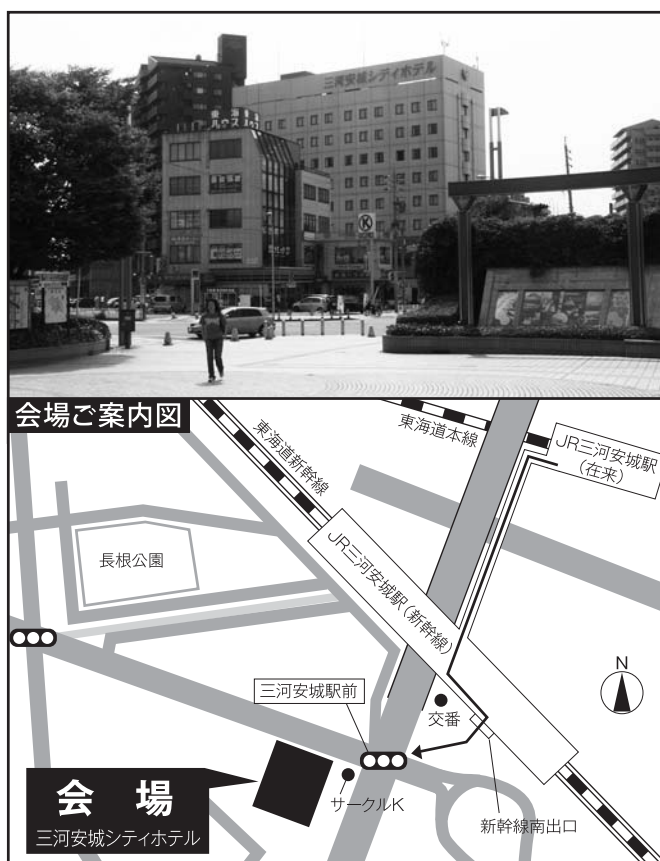 三河安城シティホテル
K
会場ご案内図
東海道新幹線
東海道本線
JR三河安城駅
(在来)
長根公園
JR三河安城駅(新幹線)
N
三河安城駅前
交番
会 場
三河安城シティホテル
サークルK
新幹線南出口